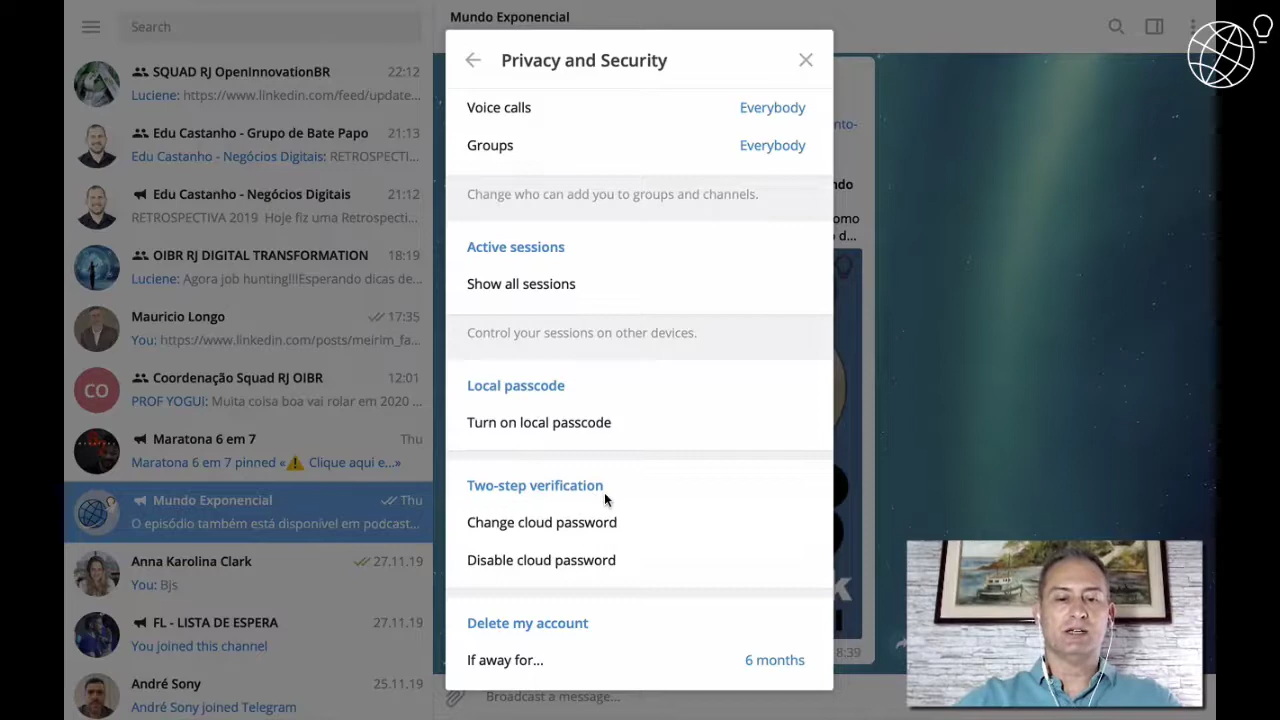 Search
SQUAD RJ OpenInnovationBR 22:12
Luciene: https://www.linkedin.com/feed/update...
Edu Castanho - Grupo de Bate Papo 21:13
Edu Castanho - Negócios Digitais: RETROSPECTI...
Edu Castanho - Negócios Digitais 21:12
RETROSPECTIVA 2019 Hoje fiz uma Retrospecti...
OIBR RJ DIGITAL TRANSFORMATION 18:19
Luciene: Agora job hunting!!!Esperando dicas de...
Mauricio Longo 17:35
You: https://www.linkedin.com/posts/meirim_fa...
CO
Coordenação Squad RJ OIBR 12:01
PROF YOGUI: Muita coisa boa vai rolar em 2020 ...
Maratona 6 em 7 Thu
Maratona 6 em 7 pinned «⚠️ Clique aqui e...»
Mundo Exponencial Thu
O episódio também está disponível em podcast...
Anna Karolina Clark 27.11.19
You: Bjs
FL - LISTA DE ESPERA 27.11.19
You joined this channel
André Sony 25.11.19
André Sony joined Telegram
Mundo Exponencial
Privacy and Security
Voice calls Everybody
Groups Everybody
Change who can add you to groups and channels.
Active sessions
Show all sessions
Control your sessions on other devices.
Local passcode
Turn on local passcode
Two-step verification
Change cloud password
Disable cloud password
Delete my account
If away for... 6 months
Broadcast a message...
8:39